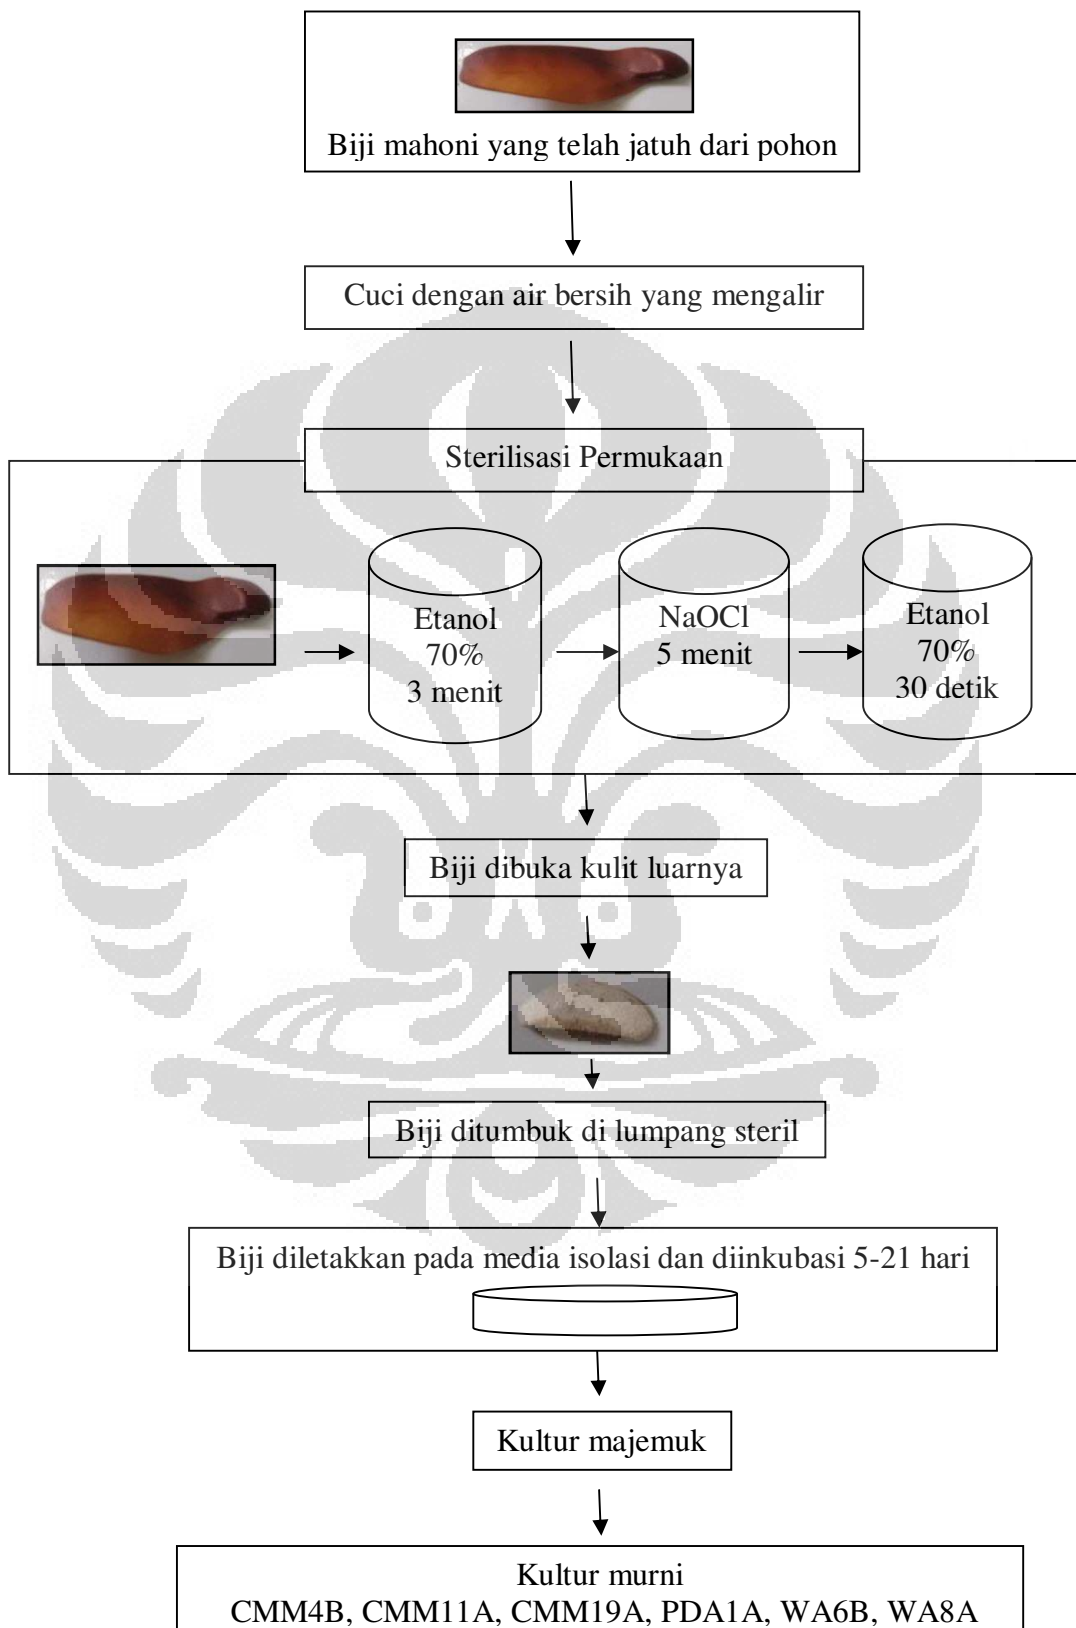 Biji mahoni yang telah jatuh dari pohon
Cuci dengan air bersih yang mengalir
Sterilisasi Permukaan
Etanol
70%
3 menit
NaOCl
5 menit
Etanol
70%
30 detik
Biji dibuka kulit luarnya
Biji ditumbuk di lumpang steril
Biji diletakkan pada media isolasi dan diinkubasi 5-21 hari
Kultur majemuk
Kultur murni
CMM4B, CMM11A, CMM19A, PDA1A, WA6B, WA8A